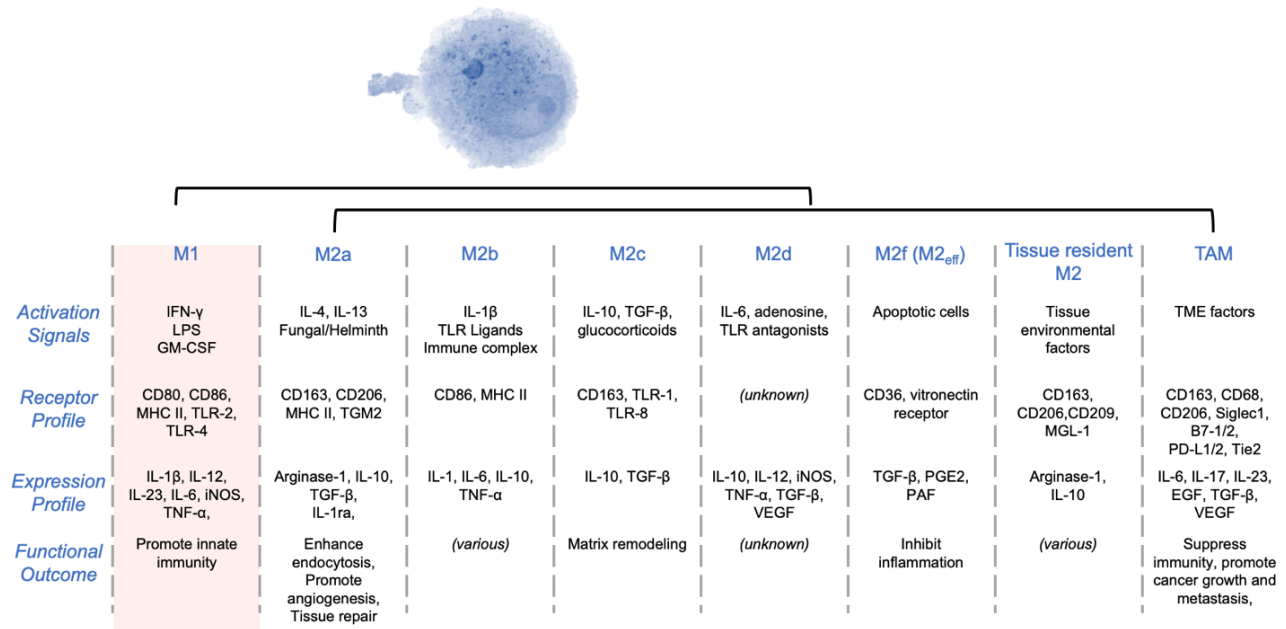 M1
M2a
M2b
M2c
M2d
M2f (M2eff)
Tissue resident
M2
TAM
Activation
Signals
IFN-γ
LPS
GM-CSF
IL-4, IL-13
Fungal/Helminth
IL-1β
TLR Ligands
Immune complex
IL-10, TGF-β,
glucocorticoids
IL-6, adenosine,
TLR antagonists
Apoptotic cells
Tissue
environmental
factors
TME factors
Receptor
Profile
CD80, CD86,
MHC II, TLR-2,
TLR-4
CD163, CD206,
MHC II, TGM2
CD86, MHC II
CD163, TLR-1,
TLR-8
(unknown)
CD36, vitronectin
receptor
CD163,
CD206,CD209,
MGL-1
CD163, CD68,
CD206, Siglec1,
B7-1/2,
PD-L1/2, Tie2
Expression
Profile
IL-1β, IL-12,
IL-23, IL-6, iNOS,
TNF-α,
Arginase-1, IL-10,
TGF-β,
IL-1ra,
IL-1, IL-6, IL-10,
TNF-α
IL-10, TGF-β
IL-10, IL-12, iNOS,
TNF-α, TGF-β,
VEGF
TGF-β, PGE2,
PAF
Arginase-1,
IL-10
IL-6, IL-17, IL-23,
EGF, TGF-β,
VEGF
Functional
Outcome
Promote innate
immunity
Enhance
endocytosis,
Promote
angiogenesis,
Tissue repair
(various)
Matrix remodeling
(unknown)
Inhibit
inflammation
(various)
Suppress
immunity, promote
cancer growth and
metastasis,